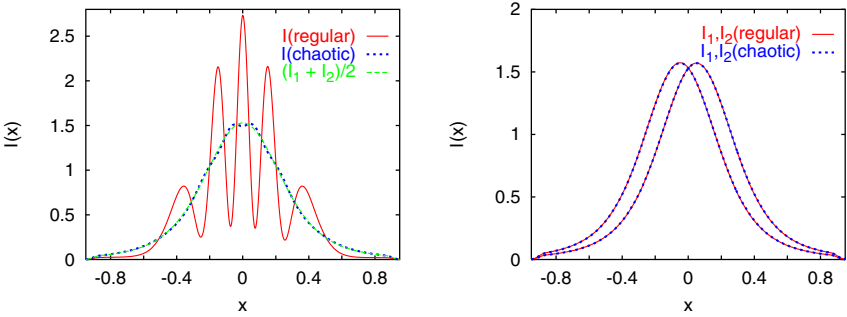 2.5
2
1.5
1
0.5
0
I(x)
-0.8 -0.4 0 0.4 0.8
x
I(regular)
I(chaotic)
(I1 + I2)/2
2
1.5
1
0.5
0
I(x)
-0.8 -0.4 0 0.4 0.8
x
I1,I2(regular)
I1,I2(chaotic)